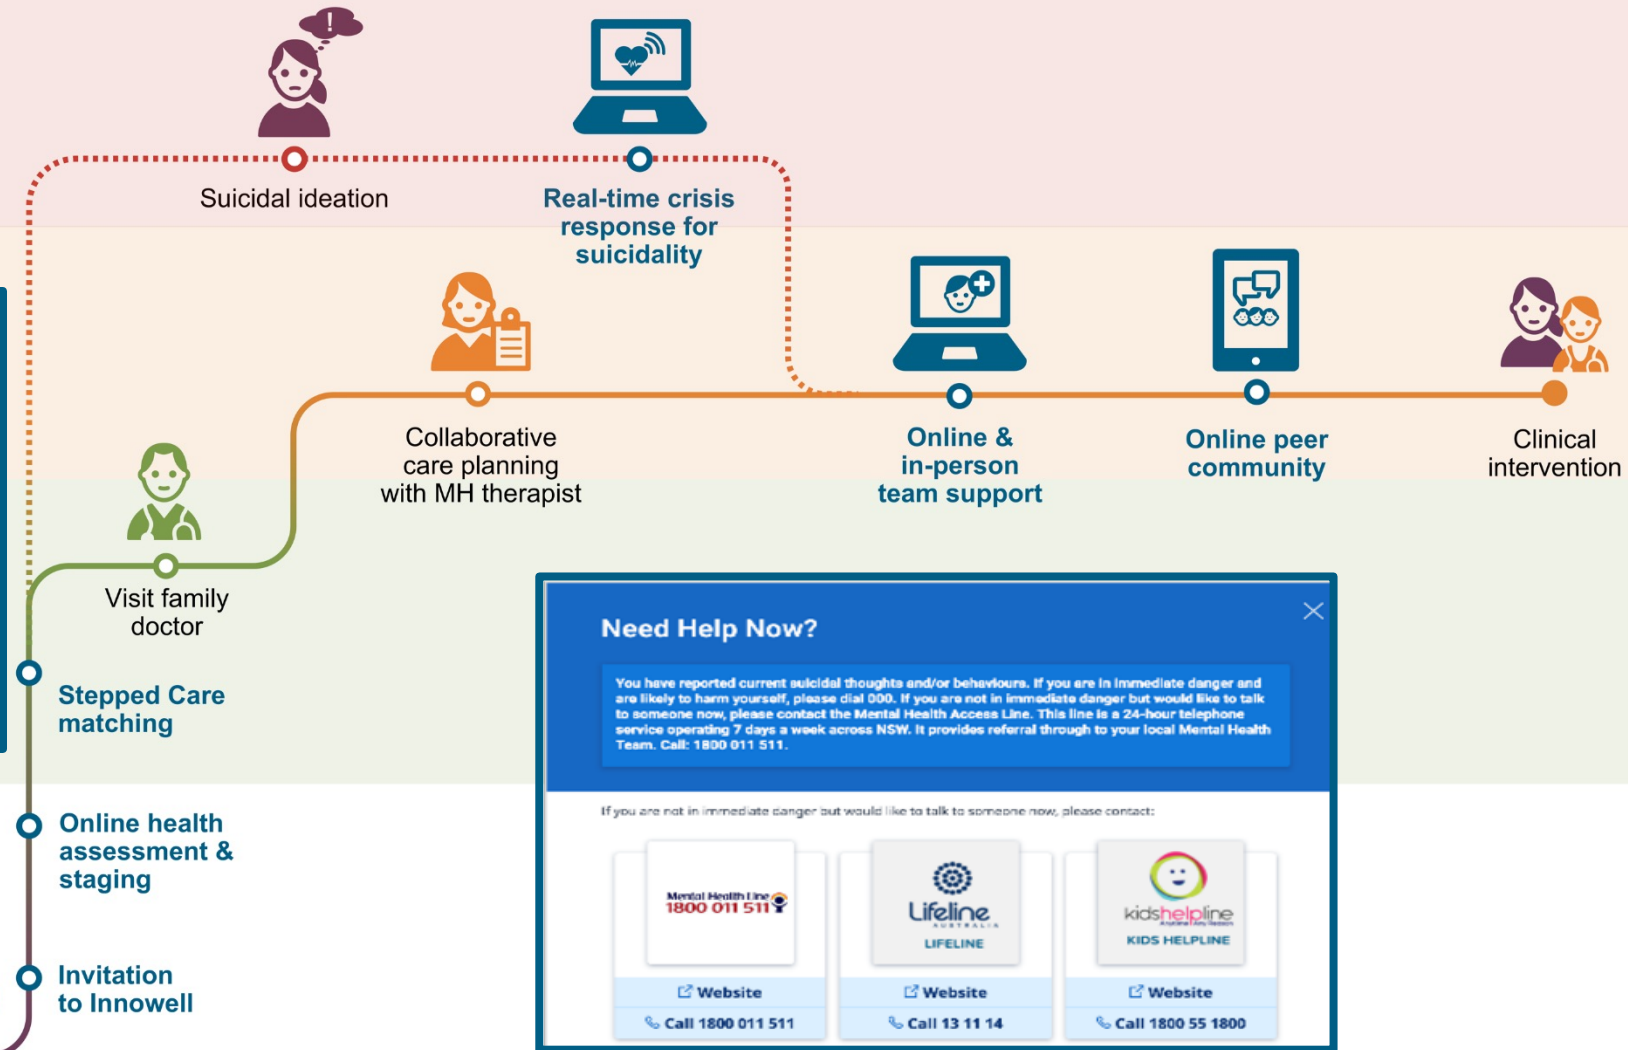 !
Suicidal ideation
Real-time crisis
response for
suicidality
Collaborative
care planning
with MH therapist
Online &
in-person
team support
Online peer
community
Clinical
intervention
Visit family
doctor
Stepped Care
matching
Online health
assessment &
staging
Invitation
to Innowell
Need Help Now?
You have reported current suicidal thoughts and/or behaviours. If you are in immediate danger and
are likely to harm yourself, please dial 000. If you are not in immediate danger but would like to talk
to someone now, please contact the Mental Health Access Line. This line is a 24-hour telephone
service operating 7 days a week across NSW. It provides referral through to your local Mental Health
Team. Call: 1800 011 511.
If you are not in immediate danger but would like to talk to someone now, please contact:
Mental Health Line
1800 011 511
Website
Call 1800 011 511
Lifeline
AUSTRALIA
LIFELINE
Website
Call 13 11 14
kidshelpline
Anytime | Any Reason
KIDS HELPLINE
Website
Call 1800 55 1800